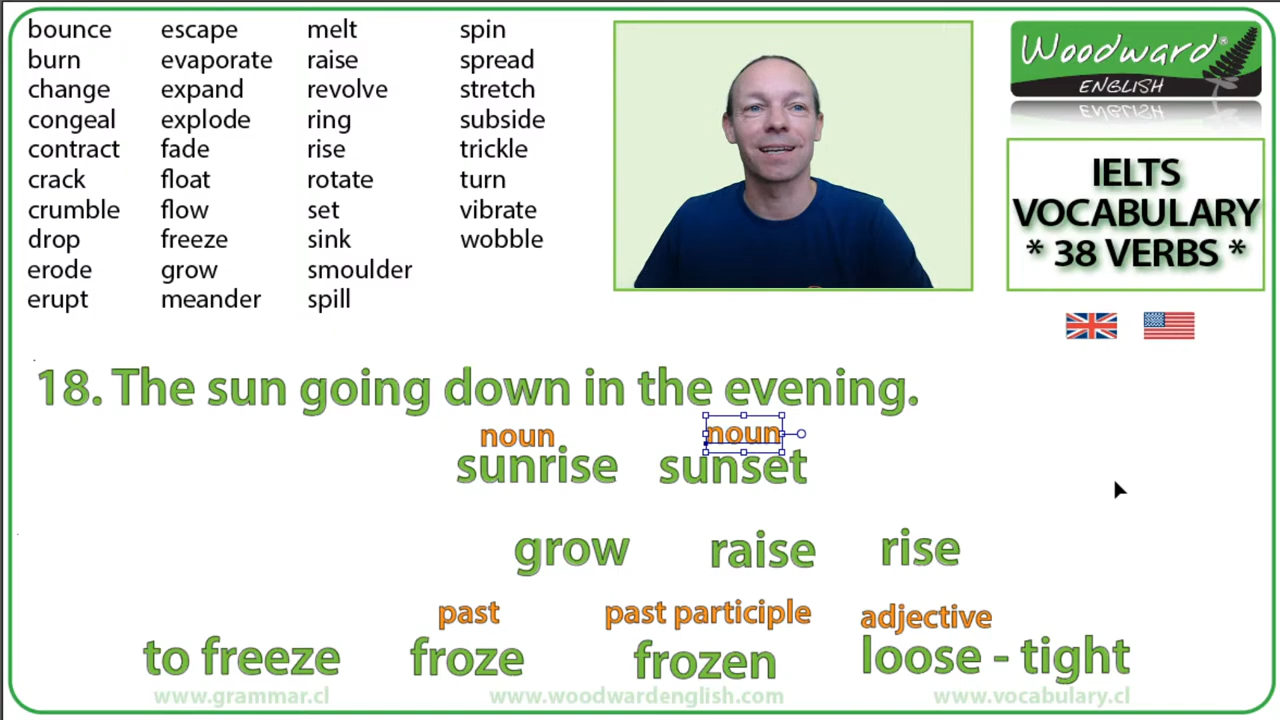 bounce escape melt spin
burn evaporate raise spread
change expand revolve stretch
congeal explode ring subside
contract fade rise trickle
crack float rotate turn
crumble flow set vibrate
drop freeze sink wobble
erode grow smoulder
erupt meander spill
Woodward®
ENGLISH
IELTS
VOCABULARY
* 38 VERBS *
18. The sun going down in the evening.
noun noun
sunrise sunset
grow raise rise
past past participle adjective
to freeze froze frozen loose - tight
www.grammar.cl www.woodwardenglish.com www.vocabulary.cl